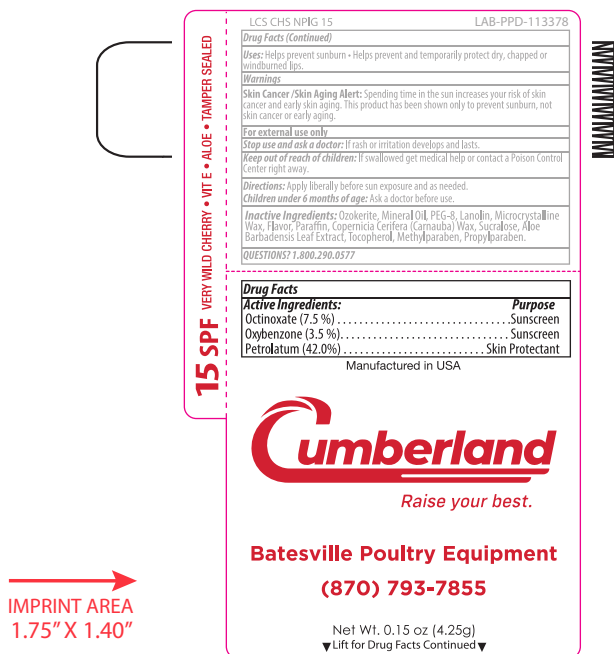 LCS CHS NPIG 15 LAB-PPD-113378
Drug Facts (Continued)
Uses: Helps prevent sunburn • Helps prevent and temporarily protect dry, chapped or
windburned lips.
Warnings
Skin Cancer /Skin Aging Alert: Spending time in the sun increases your risk of skin
cancer and early skin aging. This product has been shown only to prevent sunburn, not
skin cancer or early aging.
For external use only
Stop use and ask a doctor: If rash or irritation develops and lasts.
Keep out of reach of children: If swallowed get medical help or contact a Poison Control
Center right away.
Directions: Apply liberally before sun exposure and as needed.
Children under 6 months of age: Ask a doctor before use.
Inactive Ingredients: Ozokerite, Mineral Oil, PEG-8, Lanolin, Microcrystalline
Wax, Flavor, Paraffin, Copernicia Cerifera (Carnauba) Wax, Sucralose, Aloe
Barbadensis Leaf Extract, Tocopherol, Methylparaben, Propylparaben.
QUESTIONS? 1.800.290.0577
15 SPF VERY WILD CHERRY • VIT E • ALOE • TAMPER SEALED
Drug Facts
Active Ingredients: Purpose
Octinoxate (7.5 %) ............................... Sunscreen
Oxybenzone (3.5 %) .............................. Sunscreen
Petrolatum (42.0%) .......................... Skin Protectant
Manufactured in USA
Cumberland
Raise your best.
Batesville Poultry Equipment
(870) 793-7855
Net Wt. 0.15 oz (4.25g)
▼Lift for Drug Facts Continued▼
IMPRINT AREA
1.75” X 1.40”